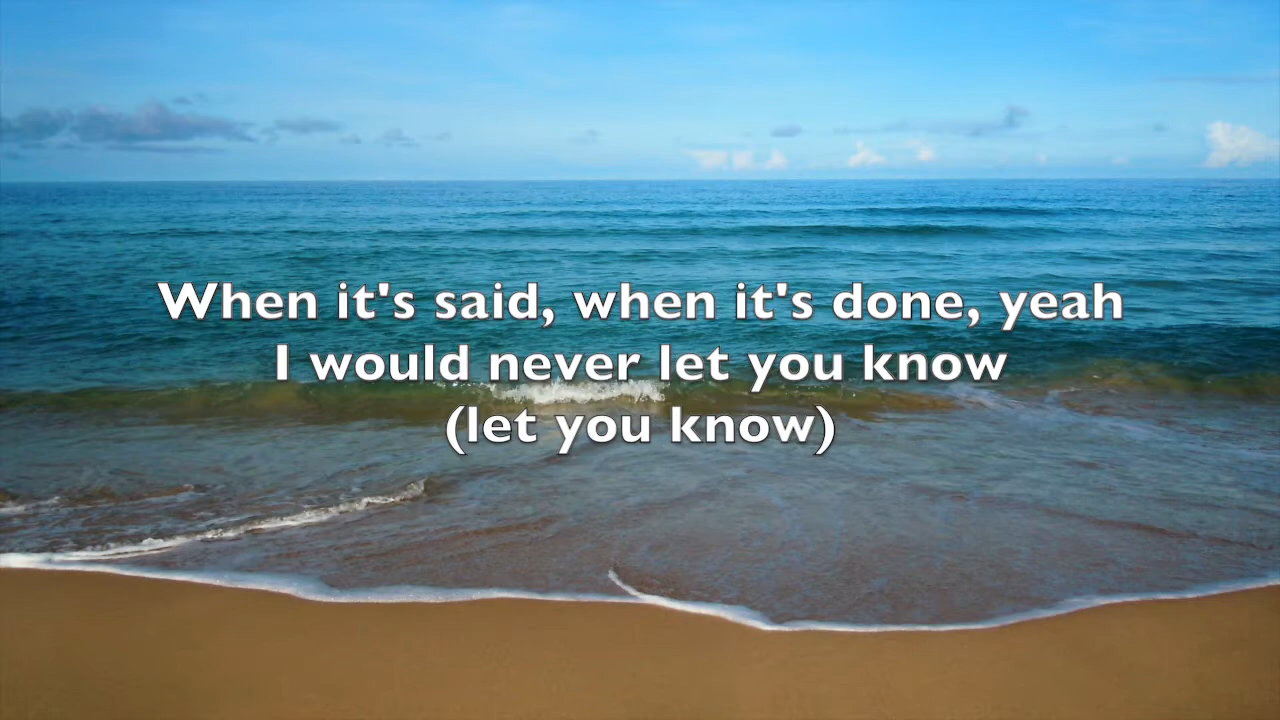 When it's said, when it's done, yeah
I would never let you know
(let you know)